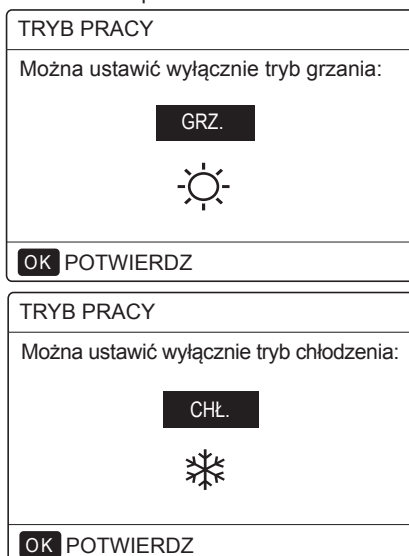 TRYB PRACY
Można ustawić wyłącznie tryb grzania:
GRZ.
OK POTWIERDZ
TRYB PRACY
Można ustawić wyłącznie tryb chłodzenia:
CHŁ.
OK POTWIERDZ